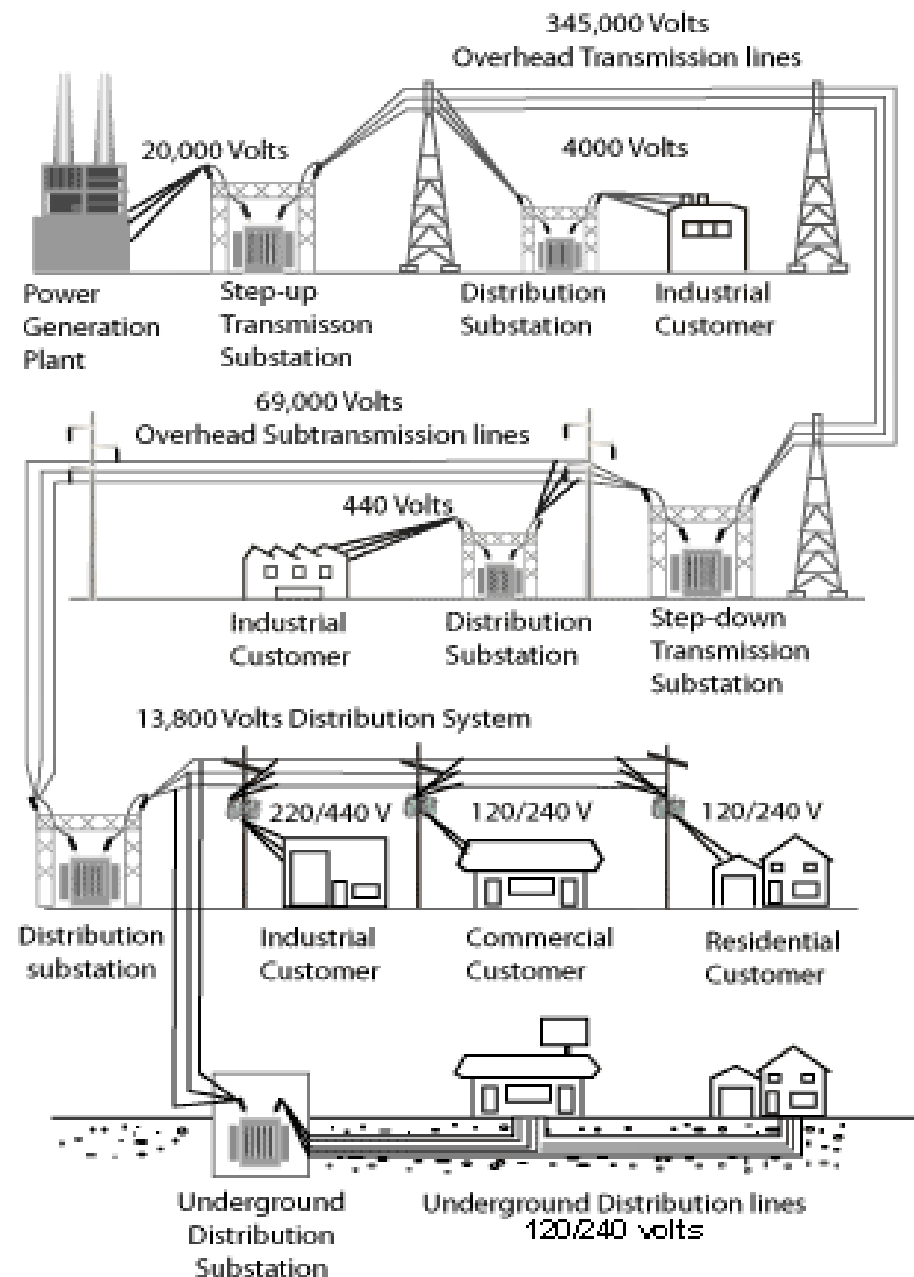 345,000 Volts
Overhead Transmission lines
20,000 Volts
4000 Volts
Power
Generation
Plant
Step-up
Transmisson
Substation
Distribution
Substation
Industrial
Customer
69,000 Volts
Overhead Subtransmission lines
440 Volts
Industrial
Customer
Distribution
Substation
Step-down
Transmission
Substation
13,800 Volts Distribution System
220/440 V
120/240 V
120/240 V
Distribution
substation
Industrial
Customer
Commercial
Customer
Residential
Customer
Underground
Distribution
Substation
Underground Distribution lines
120/240 volts